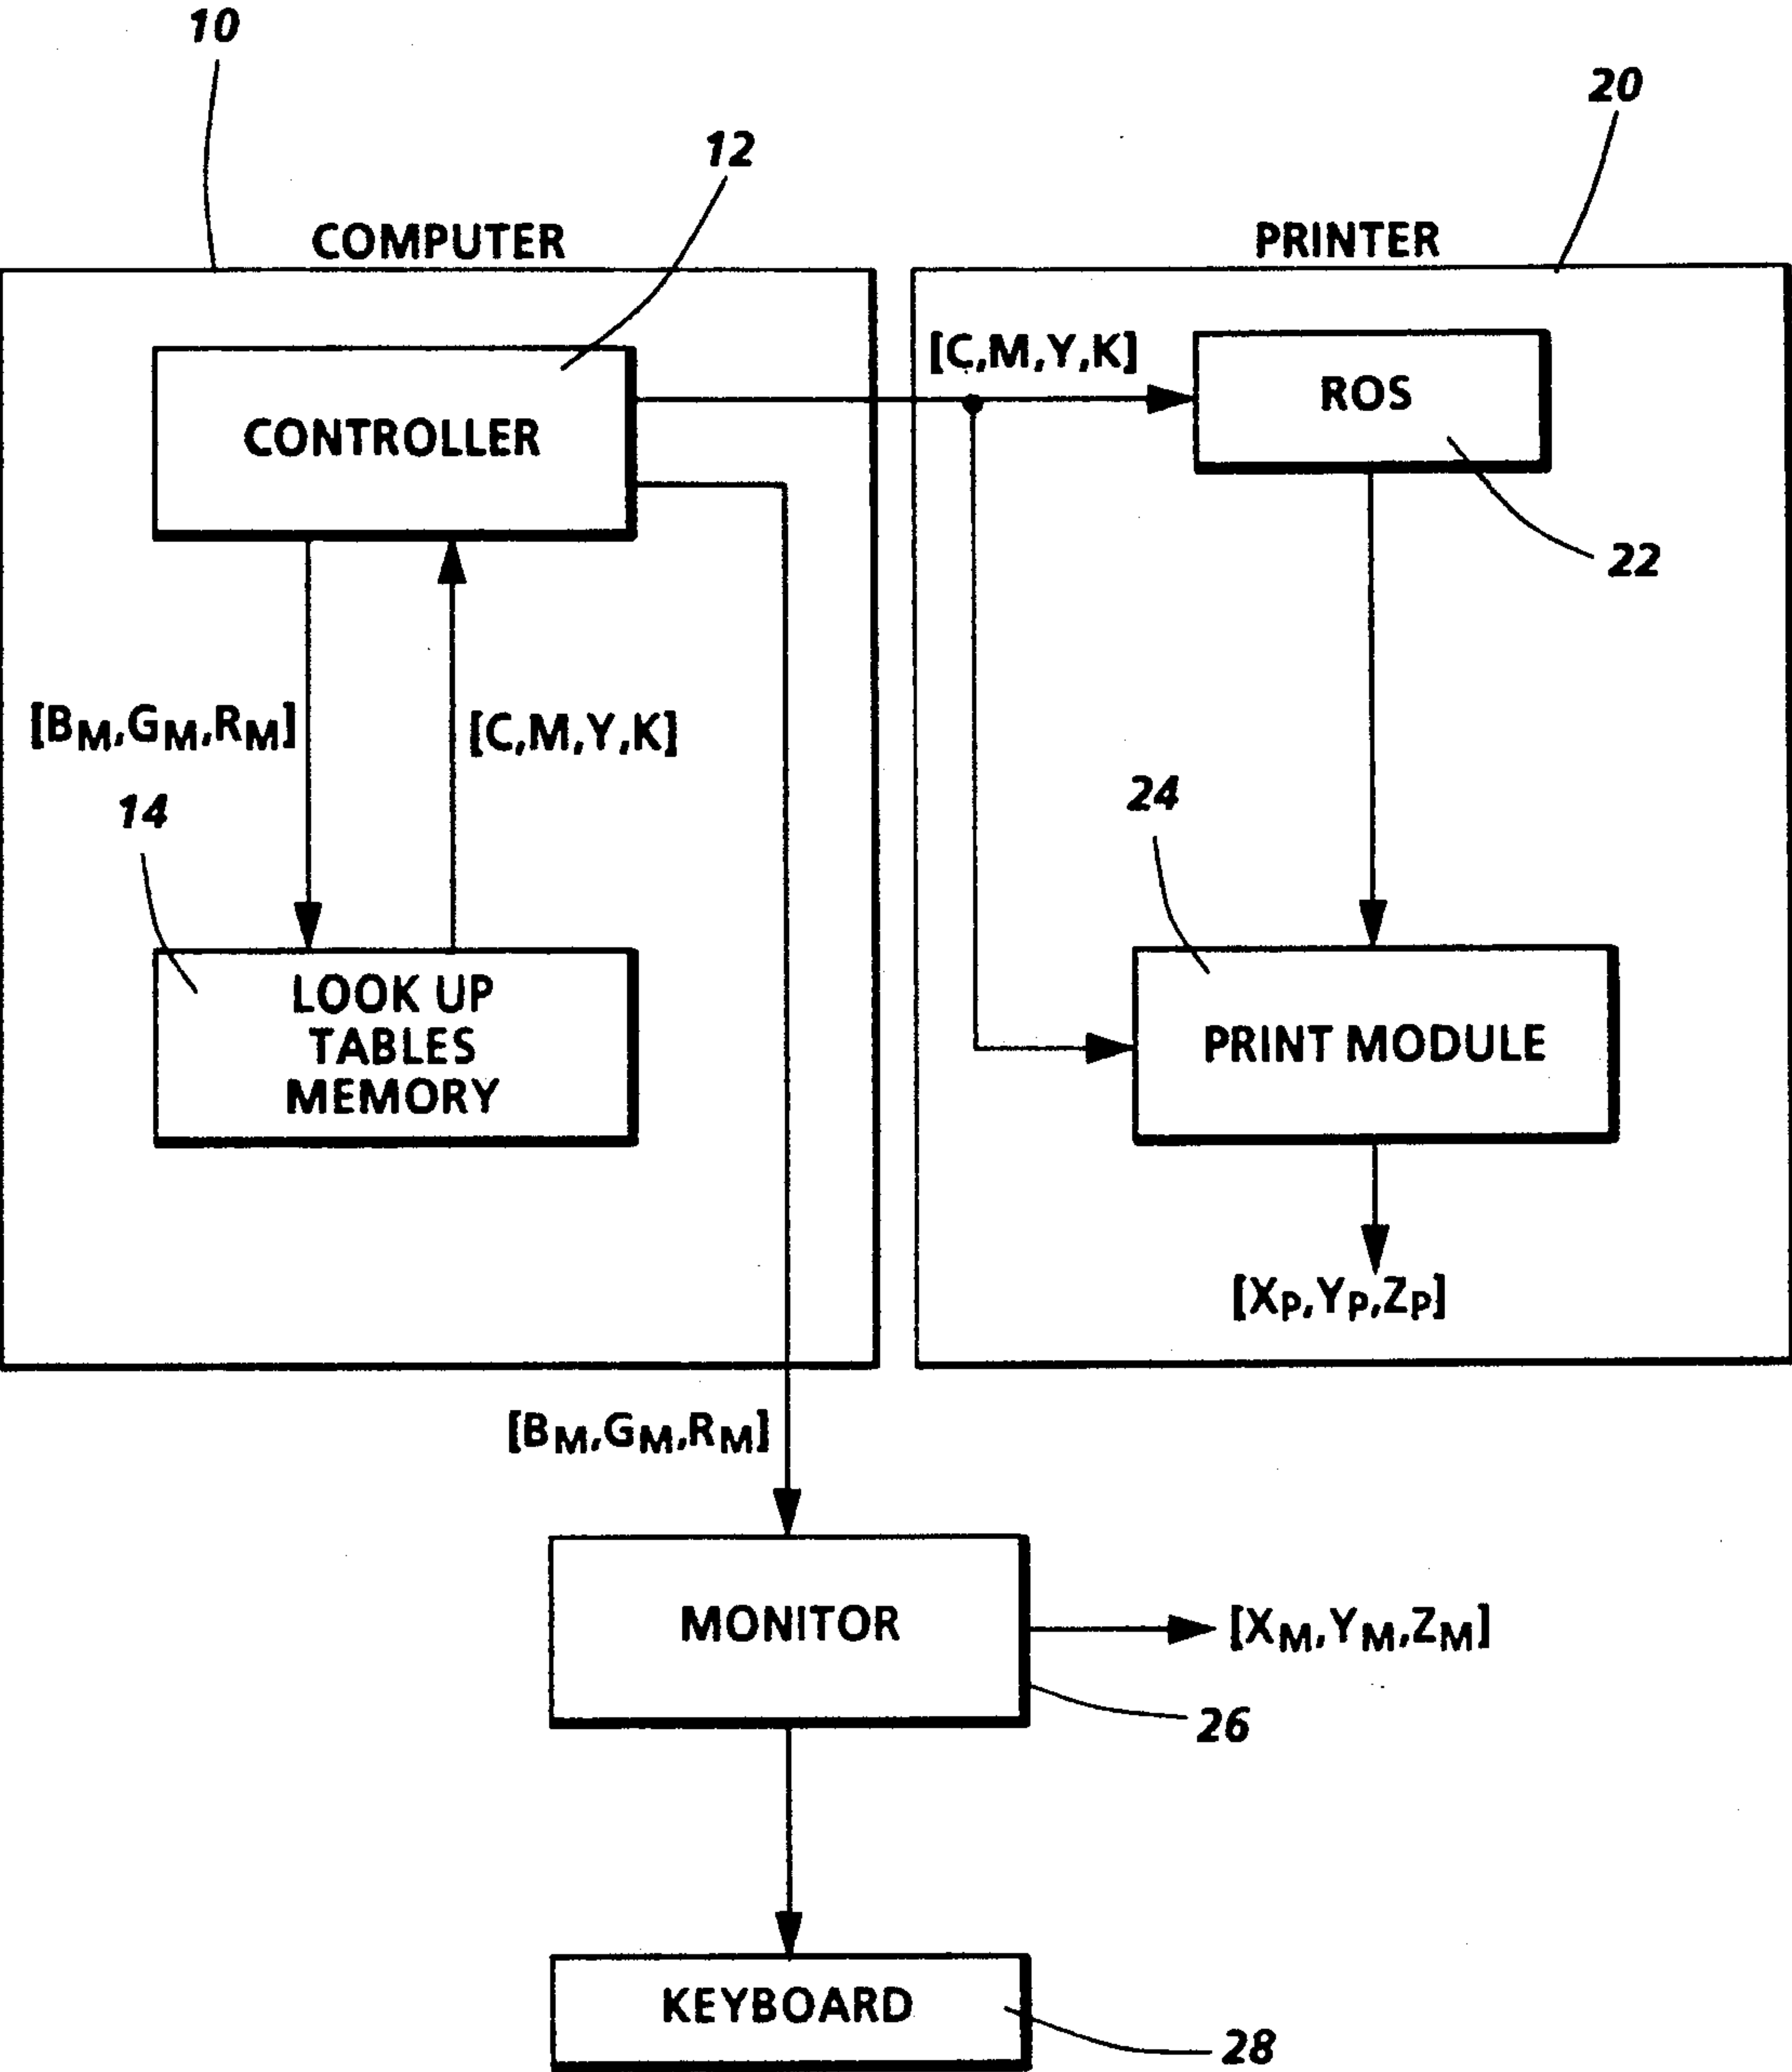 10
20
12
COMPUTER
PRINTER
[C,M,Y,K]
ROS
CONTROLLER
22
[BM,GM,RM]
[C,M,Y,K]
14
24
LOOK UP
TABLES
MEMORY
PRINT MODULE
[XP,YP,ZP]
[BM,GM,RM]
MONITOR
[XM,YM,ZM]
26
KEYBOARD
28